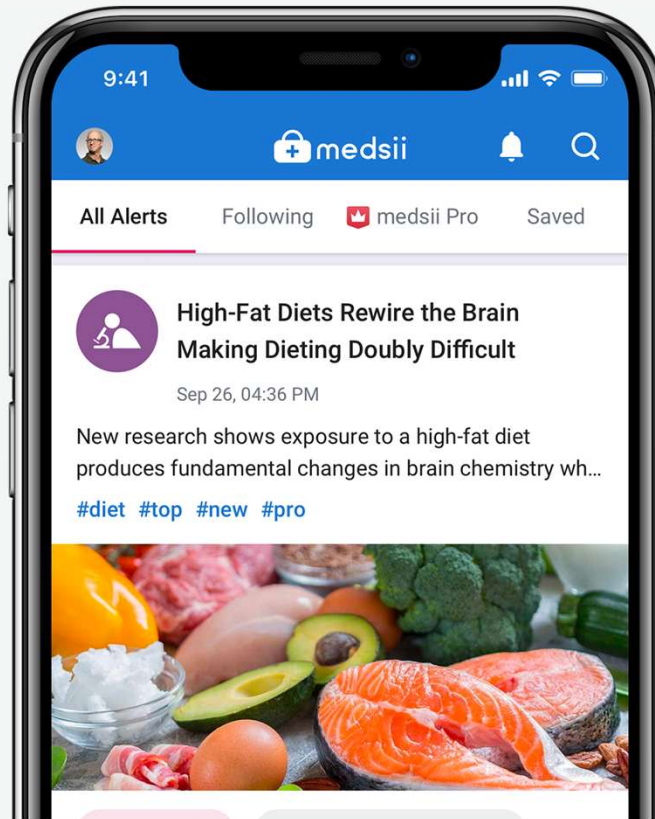 9:41
medsii
All Alerts Following medsii Pro Saved
High-Fat Diets Rewire the Brain
Making Dieting Doubly Difficult
Sep 26, 04:36 PM
New research shows exposure to a high-fat diet
produces fundamental changes in brain chemistry wh...
#diet #top #new #pro